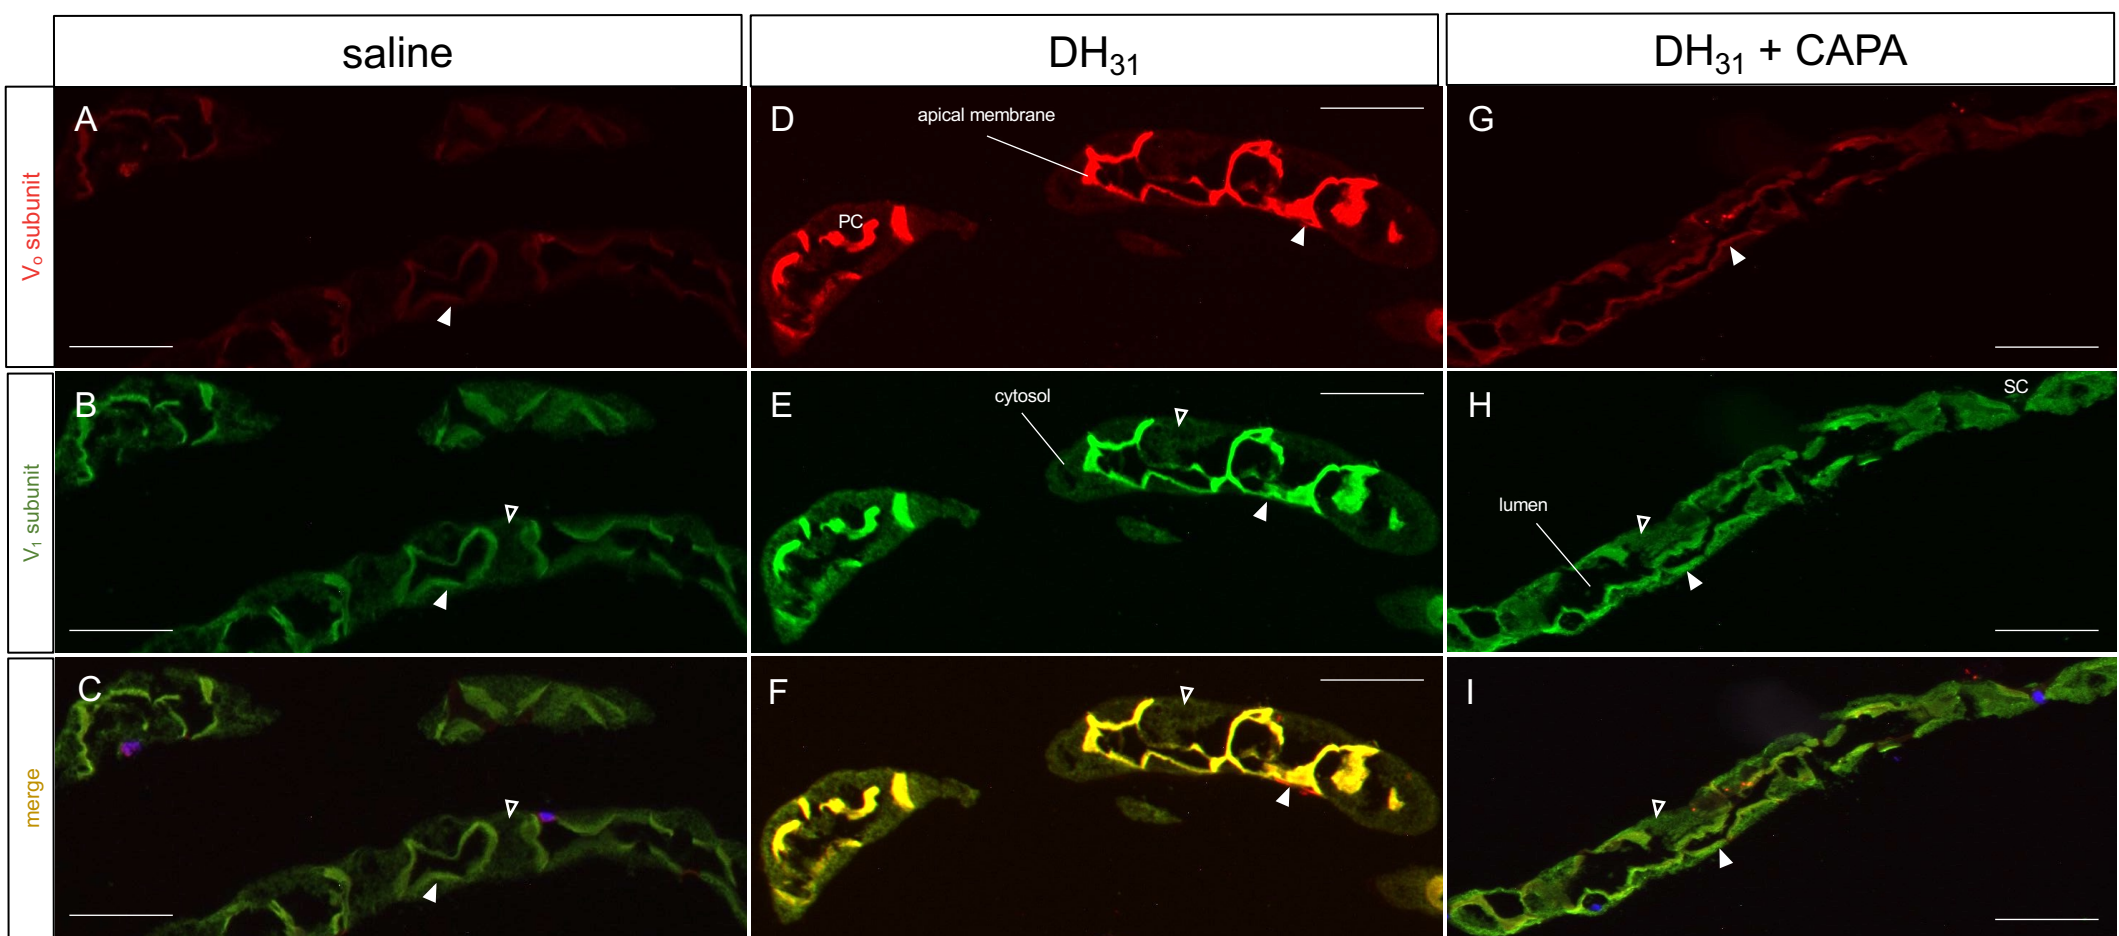 saline
DH31
DH31 + CAPA
Vo subunit
A
D
apical membrane
PC
G
V1 subunit
B
E
cytosol
H
SC
lumen
merge
C
F
I